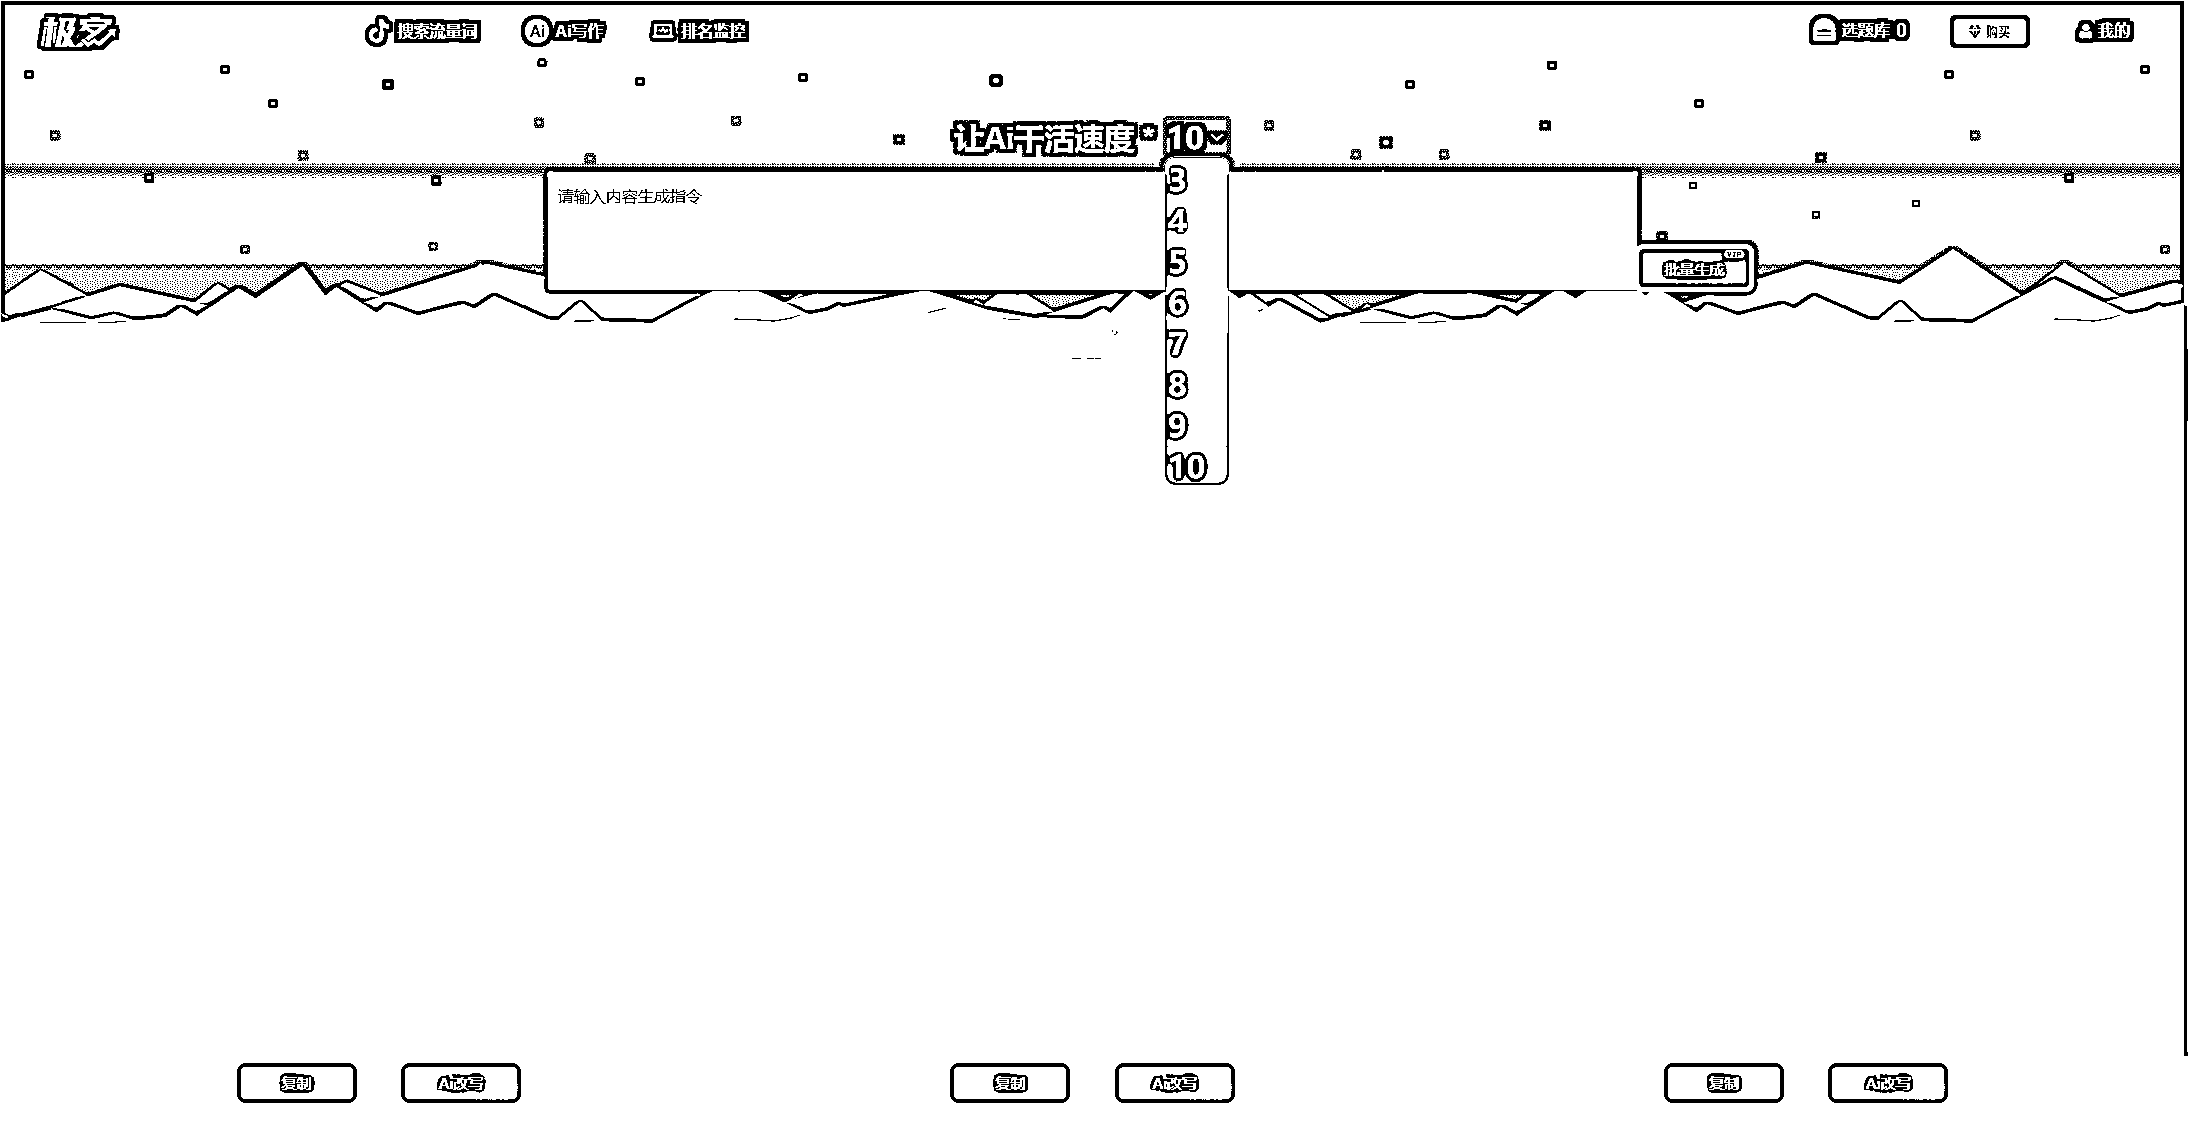 极客
搜索流量词
Ai写作
排名监控
选题库 0
购买
我的
让Ai干活速度* 10
3
4
5
6
7
8
9
10
请输入内容生成指令
VIP
批量生成
复制
Ai改写
复制
Ai改写
复制
Ai改写